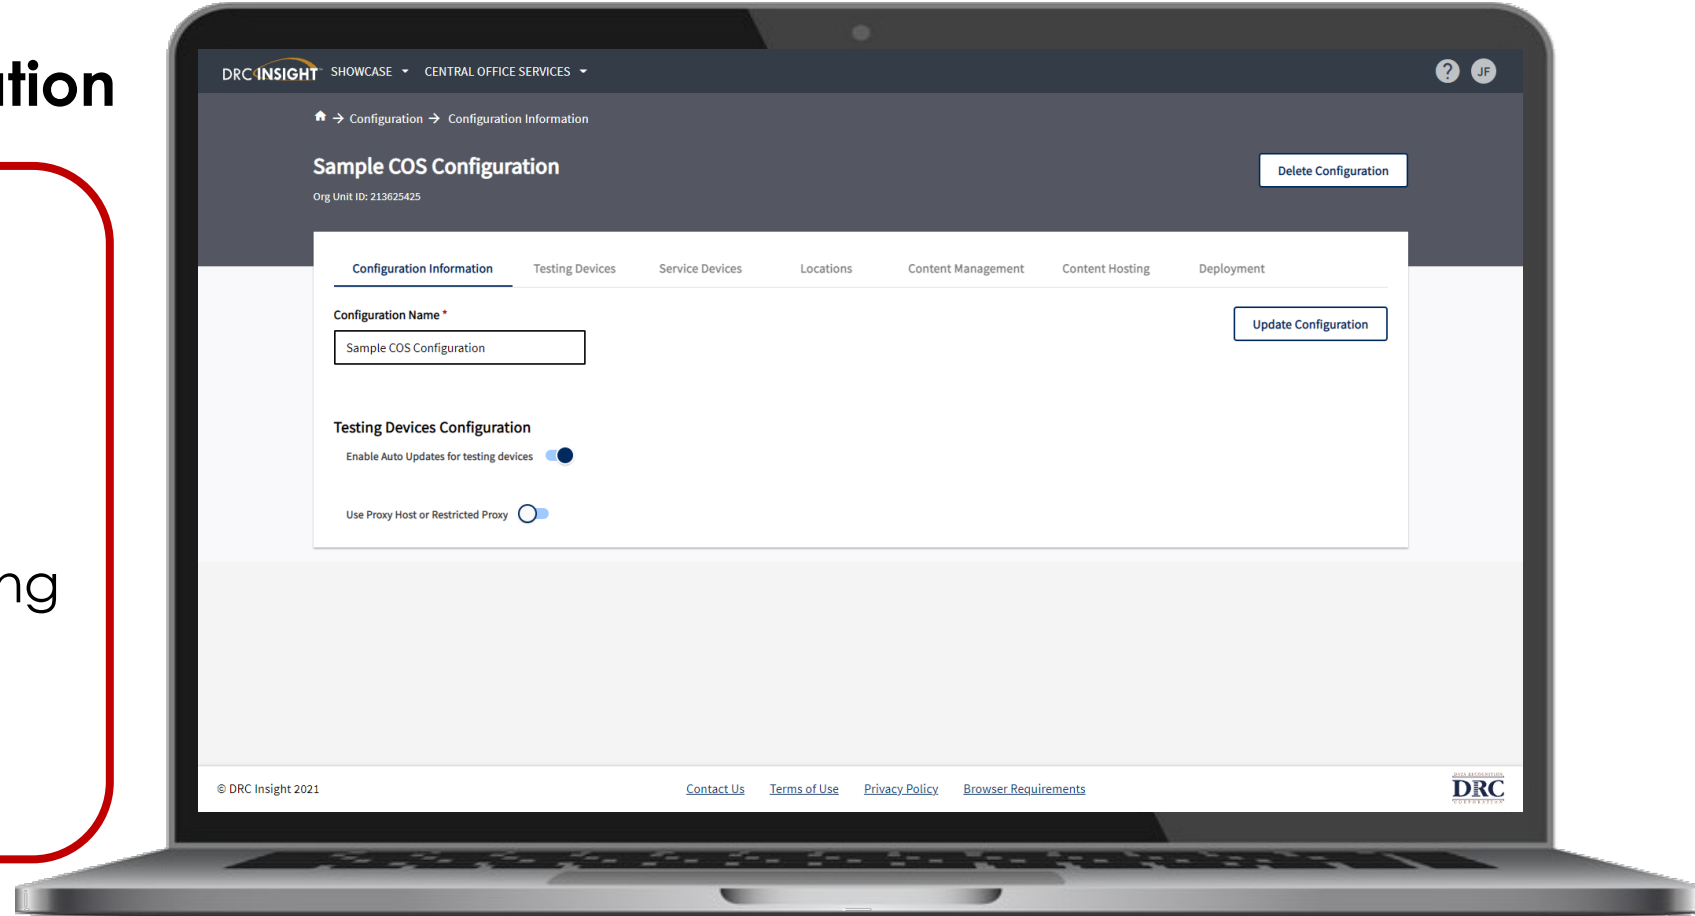 DRC INSIGHT SHOWCASE CENTRAL OFFICE SERVICES ? JF
→ Configuration → Configuration Information
Sample COS Configuration
Delete Configuration
Org Unit ID: 213625425
Configuration Information Testing Devices Service Devices Locations Content Management Content Hosting Deployment
Configuration Name *
Update Configuration
Sample COS Configuration
Testing Devices Configuration
Enable Auto Updates for testing devices
Use Proxy Host or Restricted Proxy
© DRC Insight 2021 Contact Us Terms of Use Privacy Policy Browser Requirements
DATA RECOGNITION
DRC
CORPORATION